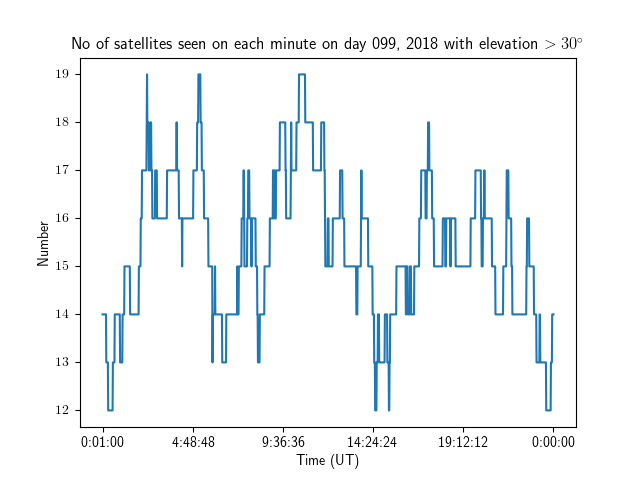 No of satellites seen on each minute on day 099, 2018 with elevation > 30°
19
18
17
16
15
14
13
12
Number
0:01:00 4:48:48 9:36:36 14:24:24 19:12:12 0:00:00
Time (UT)